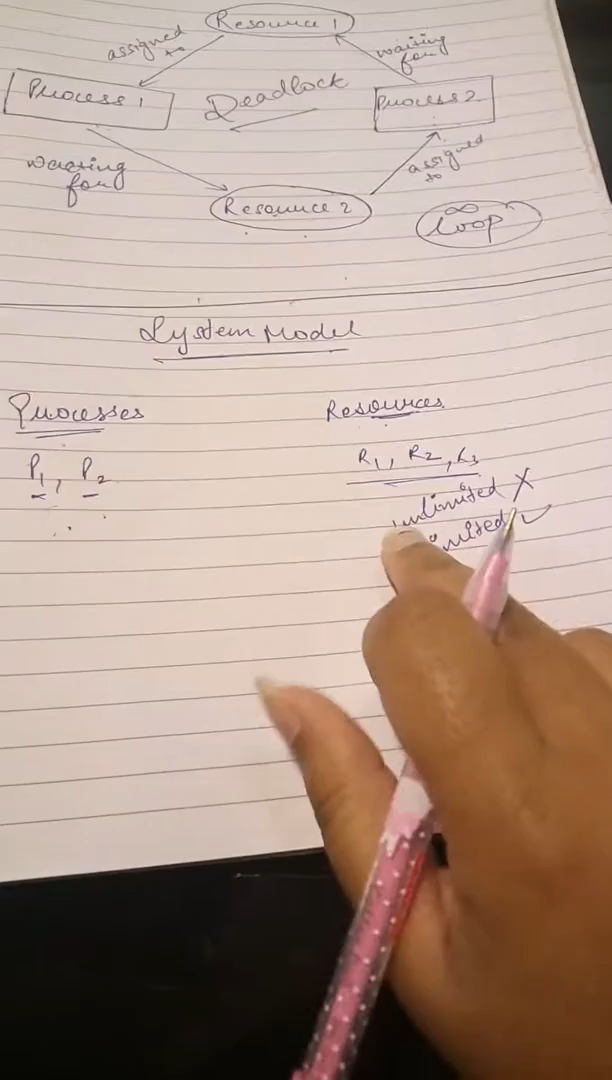 Resource 1
assigned to
waiting for
Process 1
Deadlock
Process 2
waiting for
assigned to
Resource 2
∞ loop
System Model
Processes
Resources
P1, P2
R1, R2, R3
unlimited X
limited ✓